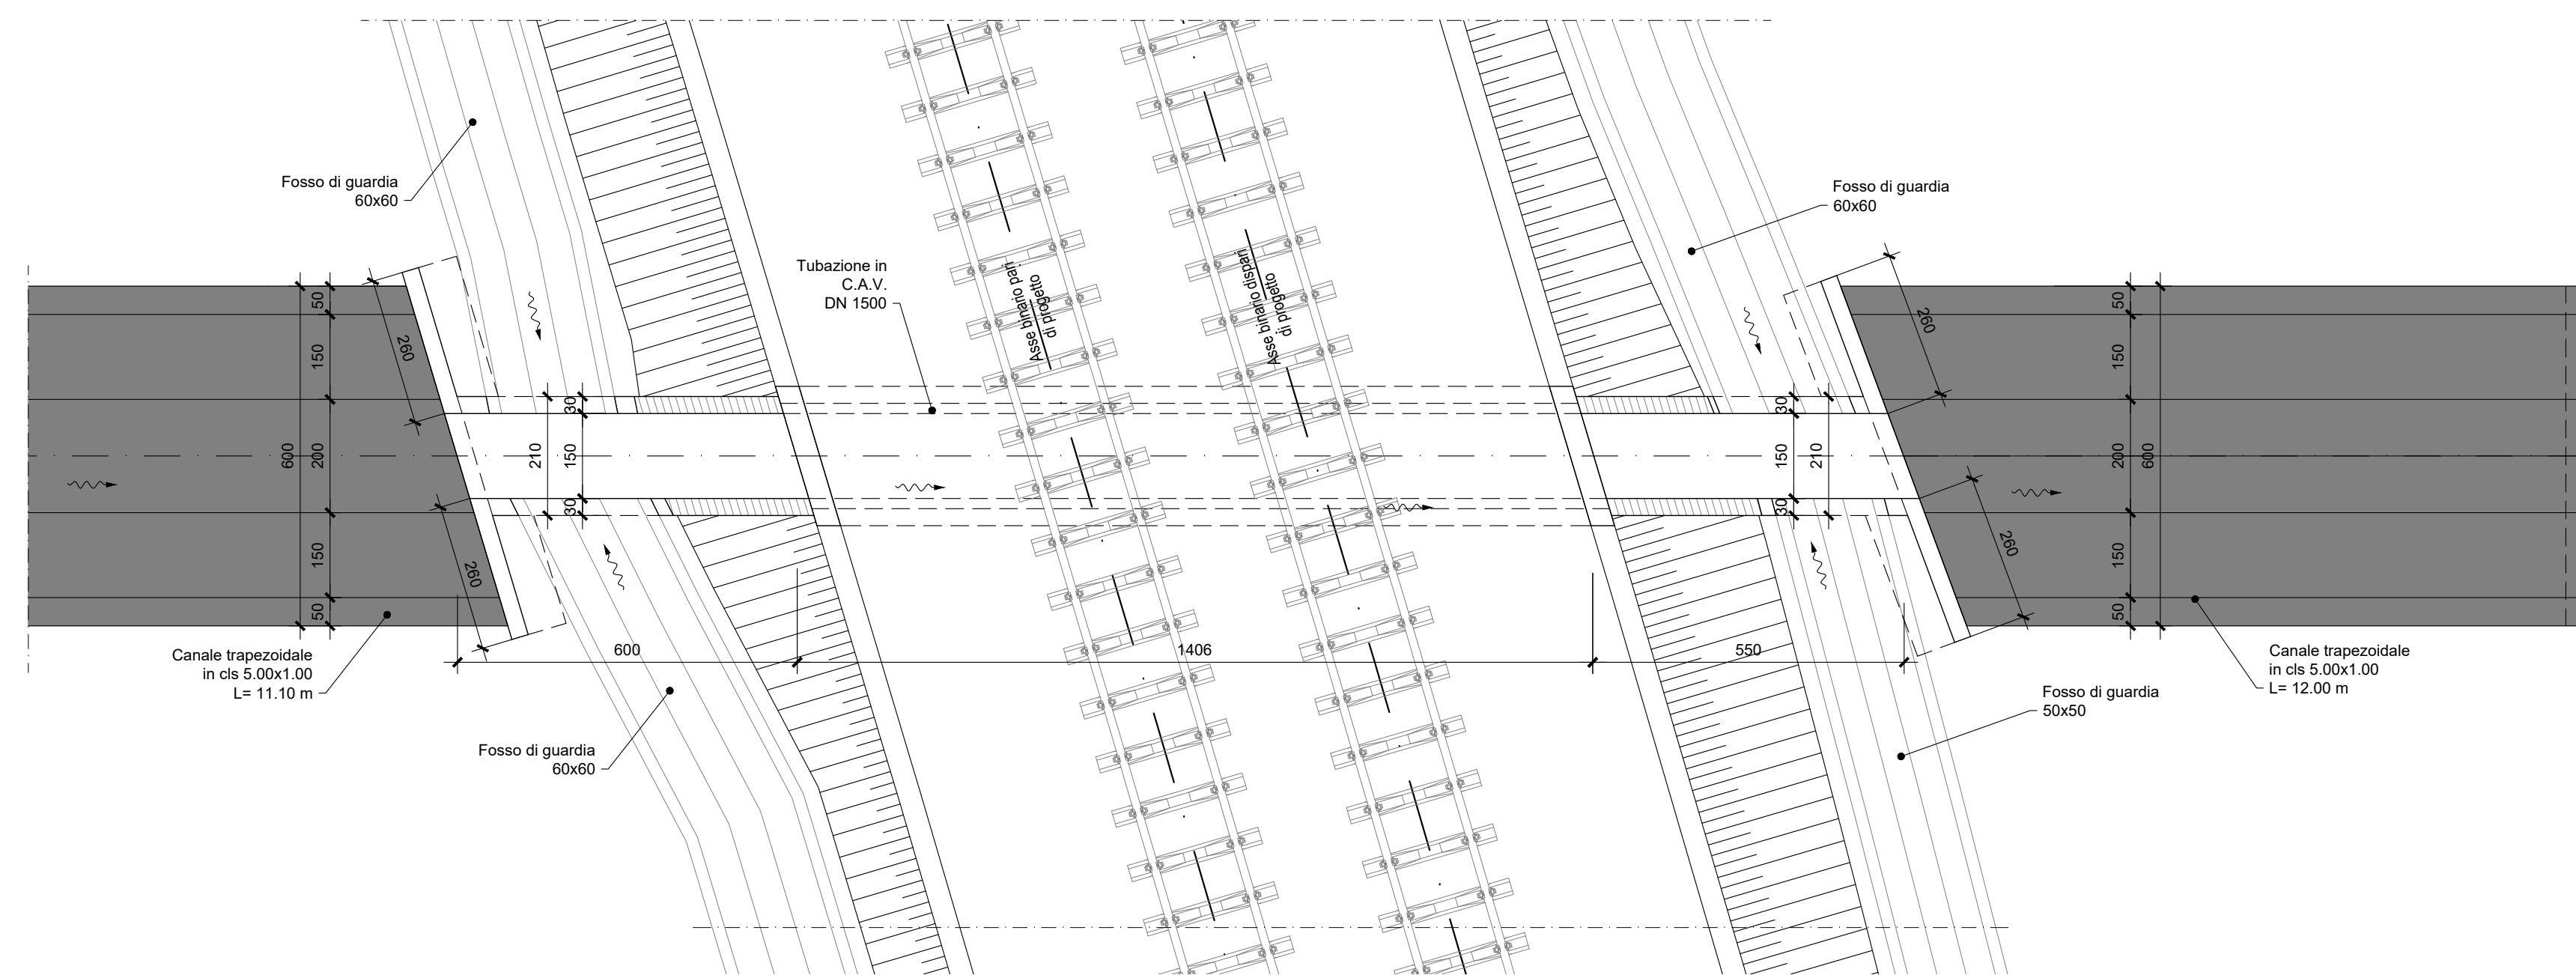 Fosso di guardia
60x60
Fosso di guardia
60x60
Tubazione in
C.A.V.
DN 1500
Asse binario pari
di progetto
Asse binario dispari
di progetto
50
150
600
200
150
50
260
260
210
30
150
30
260
260
30
150
210
30
50
150
200
600
150
50
600
1406
550
Canale trapezoidale
in cls 5.00x1.00
L= 11.10 m
Fosso di guardia
60x60
Canale trapezoidale
in cls 5.00x1.00
L= 12.00 m
Fosso di guardia
50x50